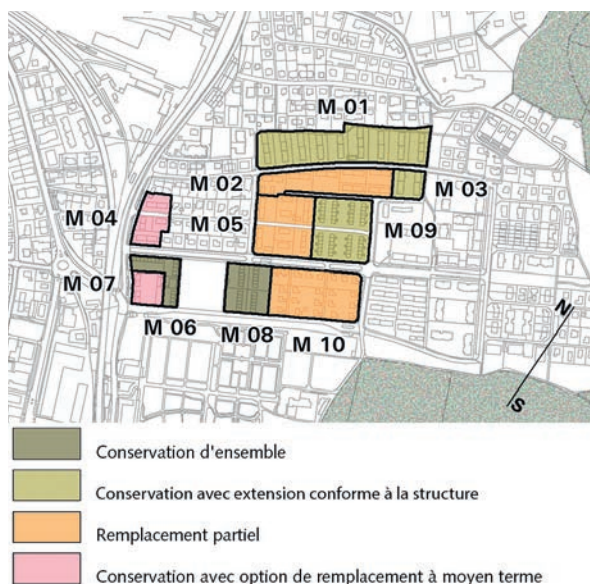 M 01
M 02
M 03
M 04
M 05
M 09
M 07
M 06
M 08
M 10
N
S
Conservation d'ensemble
Conservation avec extension conforme à la structure
Remplacement partiel
Conservation avec option de remplacement à moyen terme